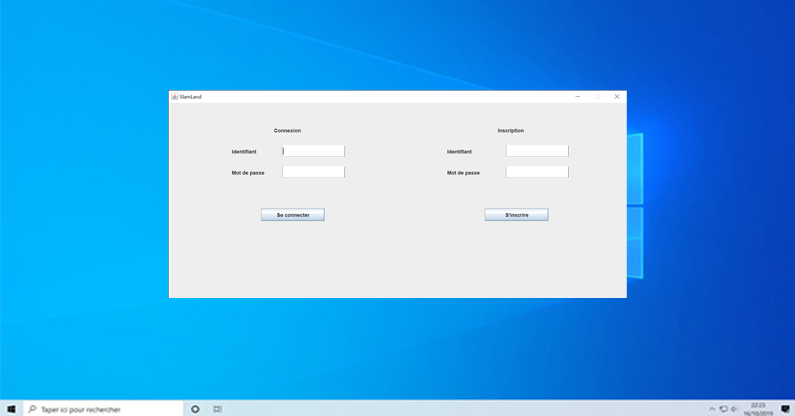 SlamLand
Connexion
Inscription
Identifiant
Identifiant
Mot de passe
Mot de passe
Se connecter
S'inscrire
Taper ici pour rechercher
22:23
16/10/2019